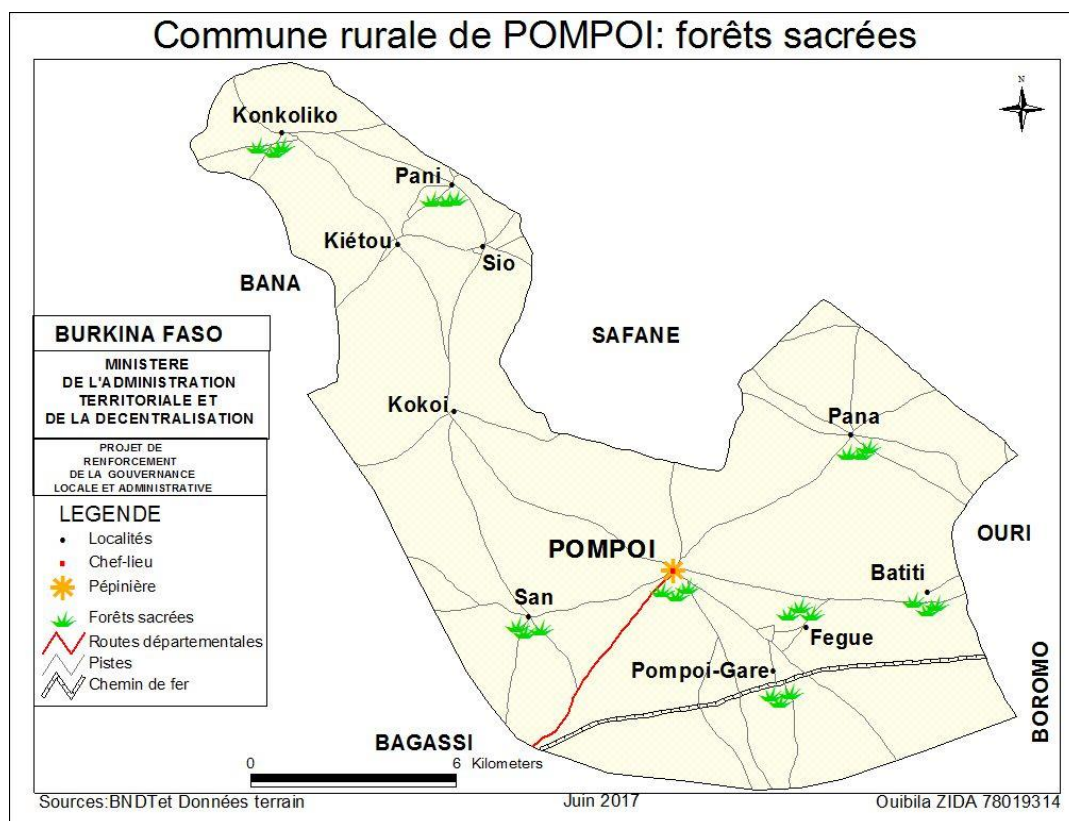 Commune rurale de POMPOI: forêts sacrées
N
Konkoliko
Pani
Kiétou
Sio
BANA
SAFANE
BURKINA FASO
MINISTERE
DE L'ADMINISTRATION
TERRITORIALE ET
DE LA DECENTRALISATION
PROJET DE
RENFORCEMENT
DE LA GOUVERNANCE
LOCALE ET ADMINISTRATIVE
LEGENDE
Localités
Chef-lieu
Pépinière
Forêts sacrées
Routes départementales
Pistes
Chemin de fer
Kokoi
Pana
OURI
POMPOI
Batiti
San
Fegue
Pompoi-Gare
BOROMO
BAGASSI
0 6 Kilometers
Sources:BNDTet Données terrain Juin 2017 Ouibila ZIDA 78019314